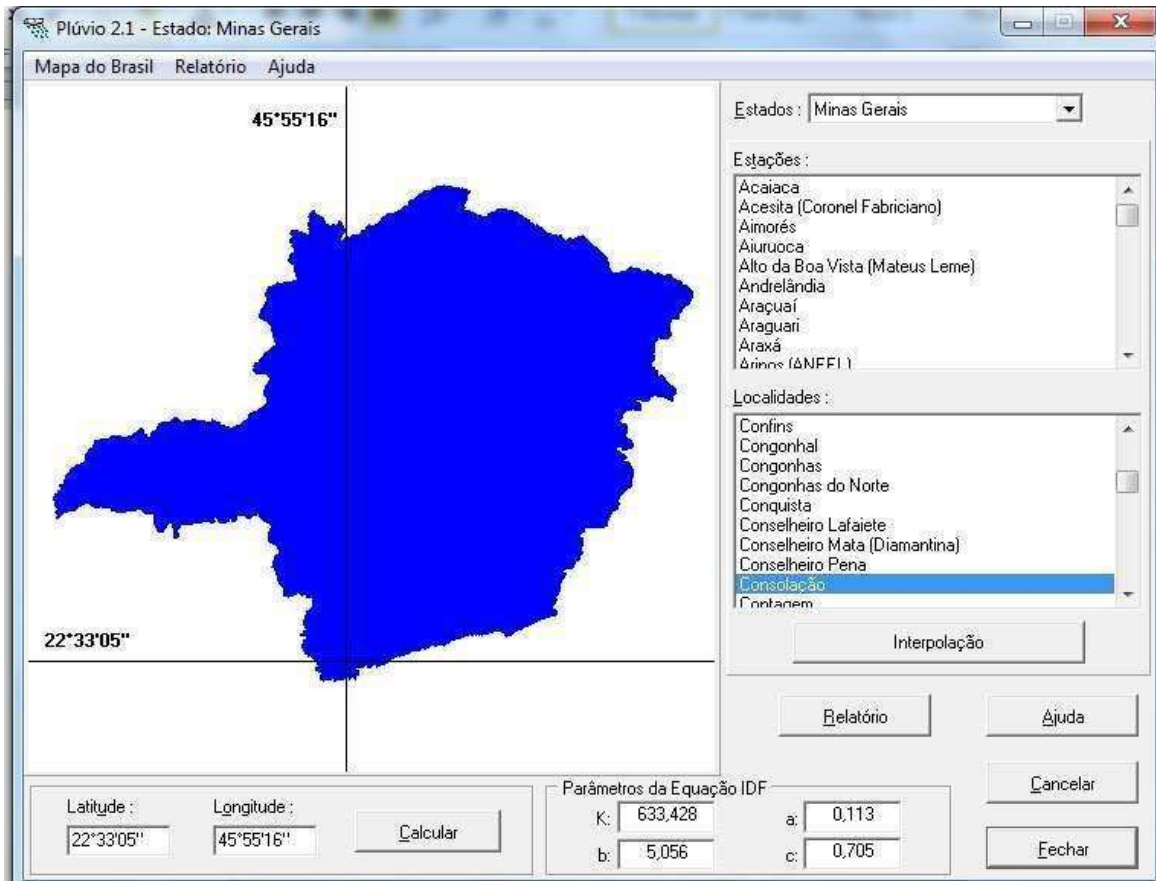 Plúvio 2.1 - Estado: Minas Gerais
Mapa do Brasil Relatório Ajuda
45°55'16"
22°33'05"
Estados : Minas Gerais
Estações :
Acaiaca
Acesita (Coronel Fabriciano)
Aimorés
Aiuruoca
Alto da Boa Vista (Mateus Leme)
Andrelândia
Araçuaí
Araguari
Araxá
Arinos (ANEEL)
Localidades :
Confins
Congonhal
Congonhas
Congonhas do Norte
Conquista
Conselheiro Lafaiete
Conselheiro Mata (Diamantina)
Conselheiro Pena
Consolação
Contagem
Interpolação
Relatório Ajuda
Cancelar
Fechar
Latitude : Longitude :
22°33'05'' 45°55'16'' Calcular
Parâmetros da Equação IDF
K: 633,428 a: 0,113
b: 5,056 c: 0,705